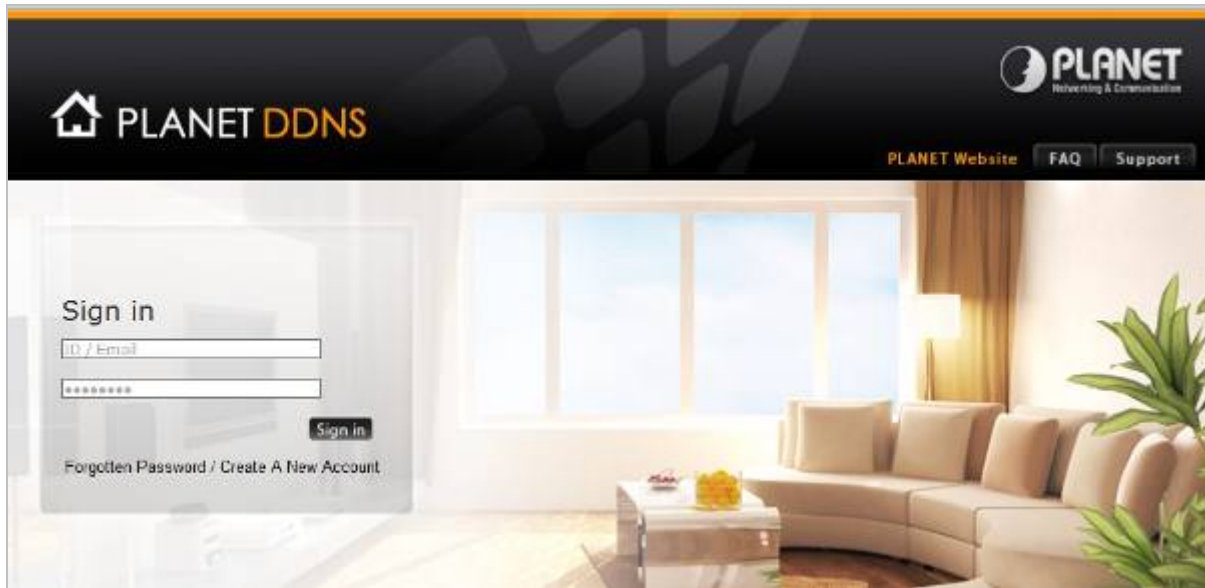 PLANET
Networking & Communication
PLANET DDNS
PLANET Website FAQ Support
Sign in
ID / Email
Sign in
Forgotten Password / Create A New Account